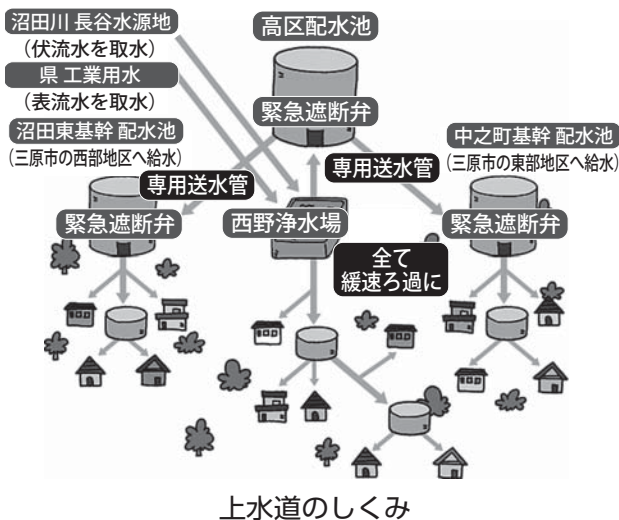 沼田川 長谷水源地
(伏流水を取水)
県 工業用水
(表流水を取水)
沼田東基幹 配水池
(三原市の西部地区へ給水)
高区配水池
緊急遮断弁
中之町基幹 配水池
(三原市の東部地区へ給水)
専用送水管
専用送水管
緊急遮断弁
西野浄水場
緊急遮断弁
全て
緩速ろ過に
上水道のしくみ